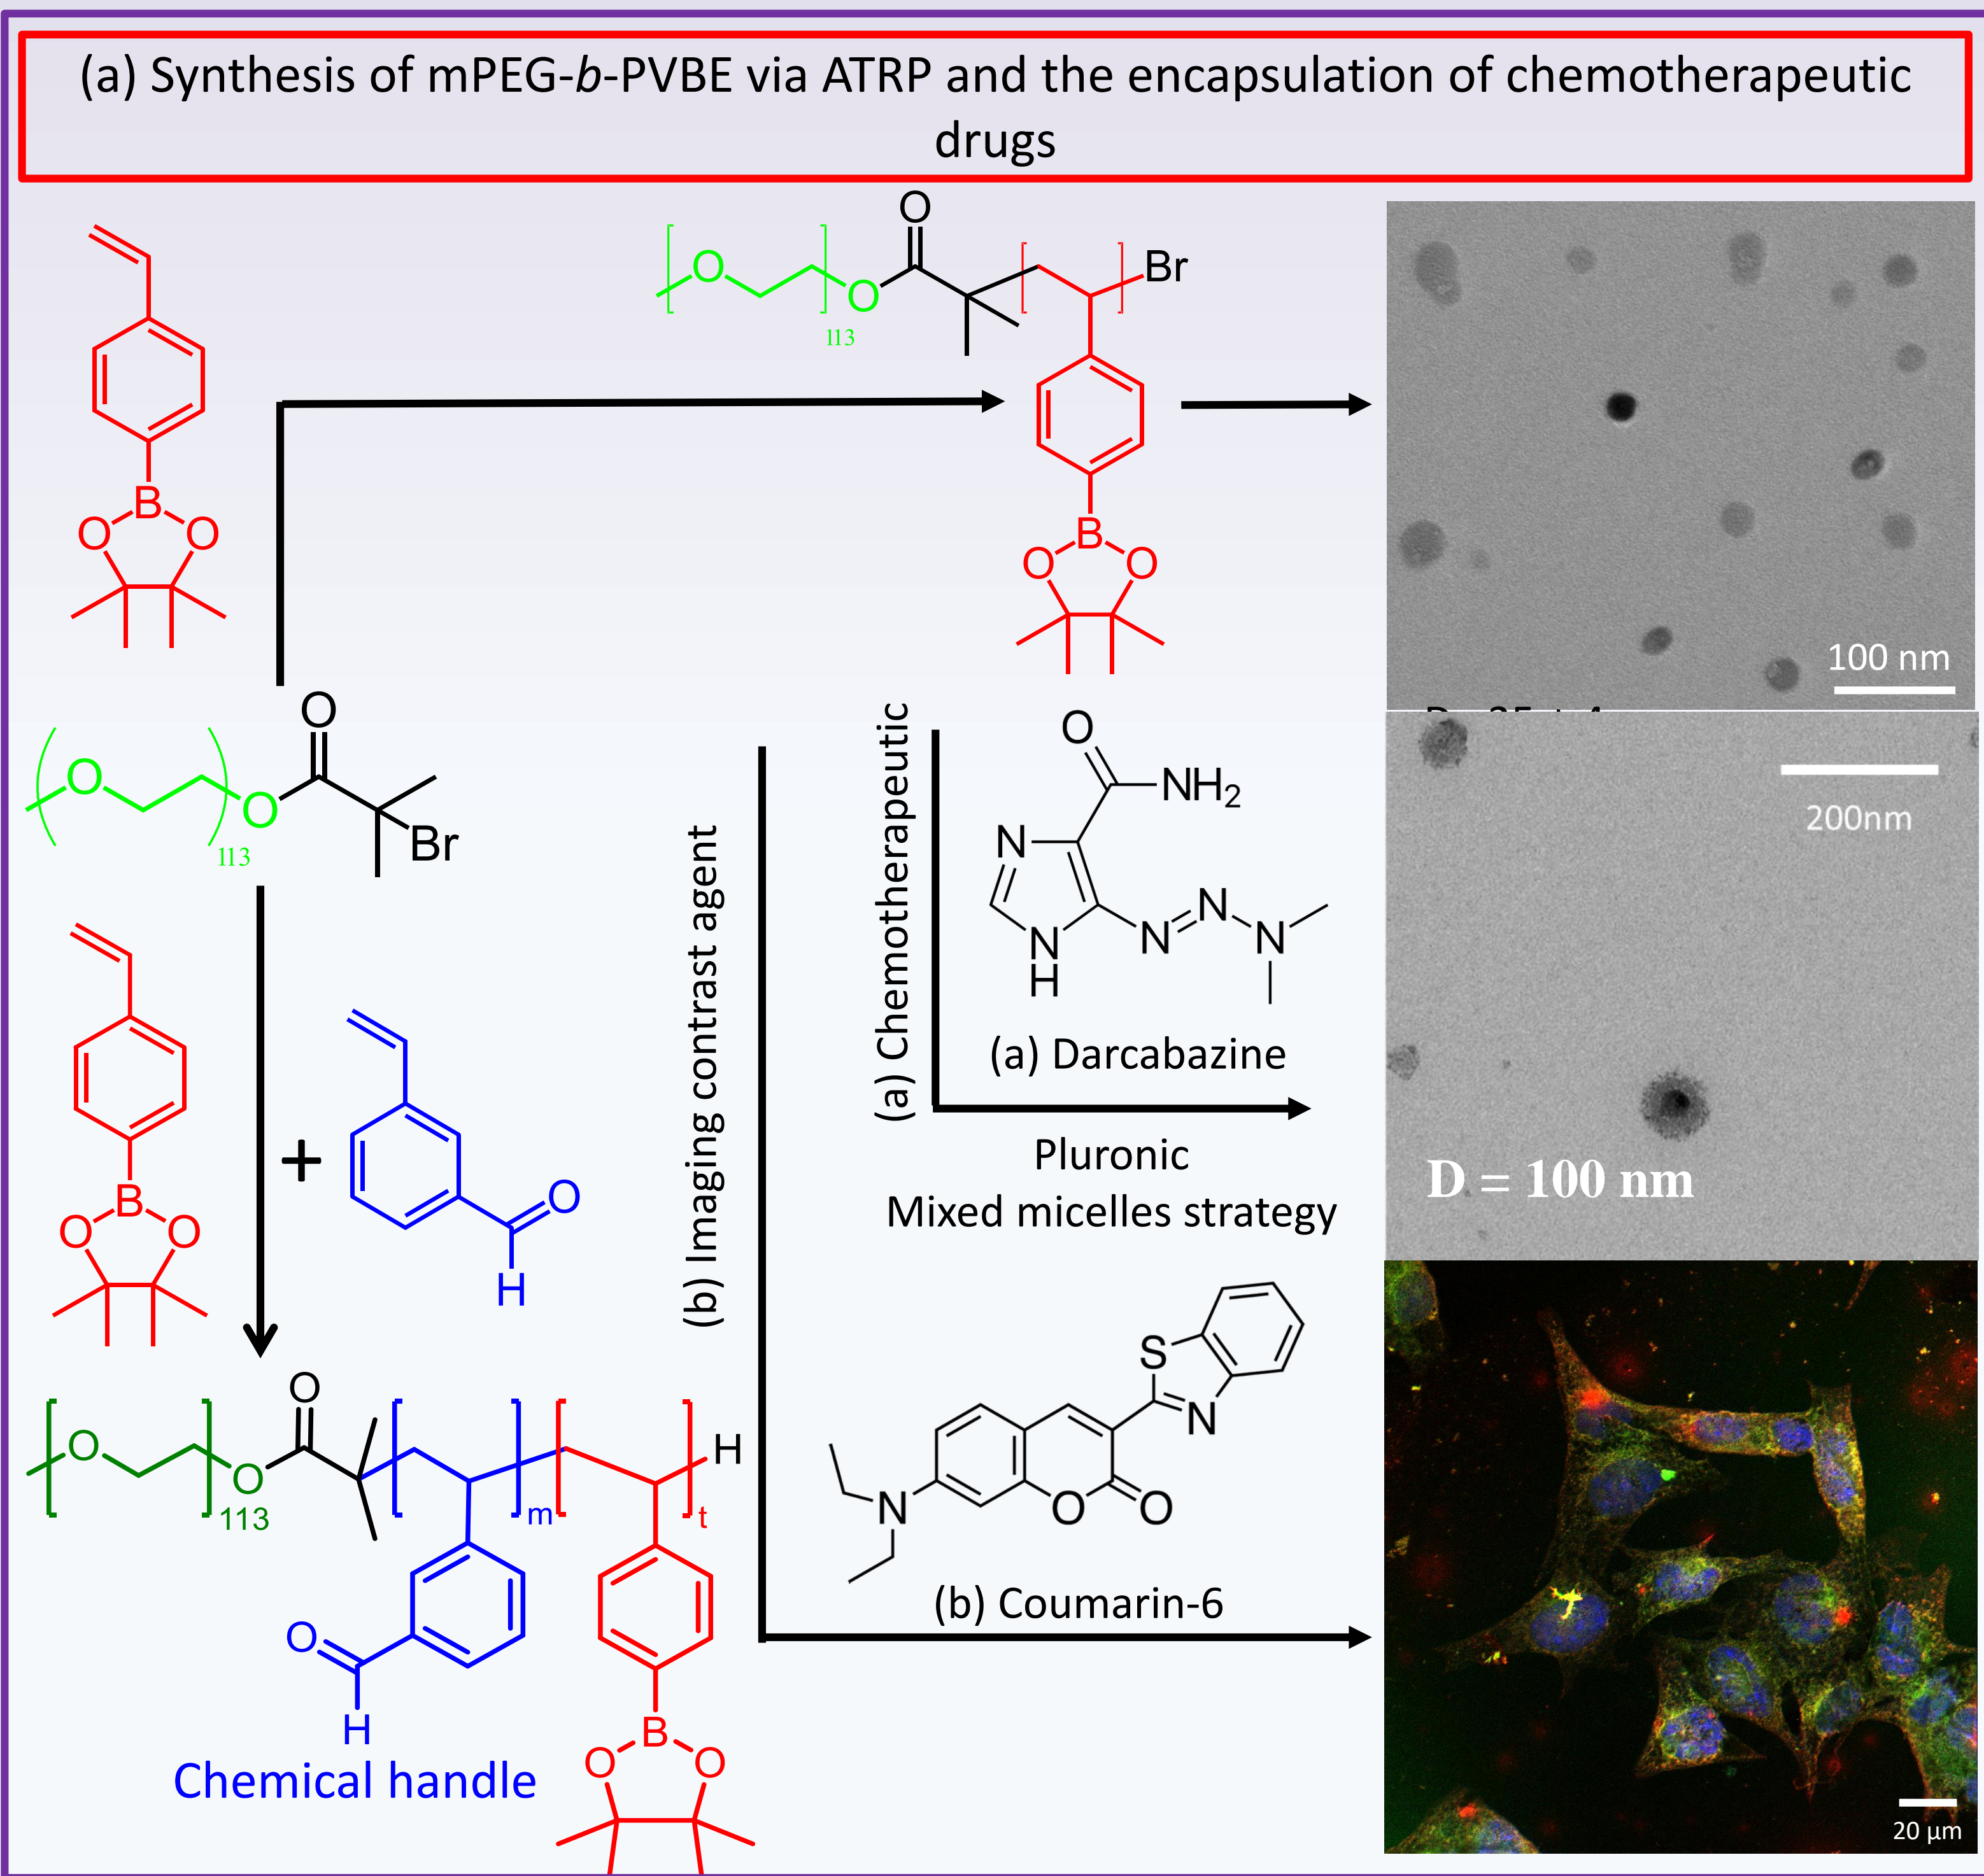 (a) Synthesis of mPEG-b-PVBE via ATRP and the encapsulation of chemotherapeutic
drugs
O
O
O
113
Br
B
O
O
B
O
O
100 nm
O
O
O
113
Br
(a) Chemotherapeutic
O
NH2
N
N
H
N
N
N
(a) Darcabazine
Pluronic
Mixed micelles strategy
200nm
D = 100 nm
(b) Imaging contrast agent
B
O
O
+
O
H
O
O
O
113
m
t
H
O
H
B
O
O
Chemical handle
S
N
N
O
O
(b) Coumarin-6
20 µm